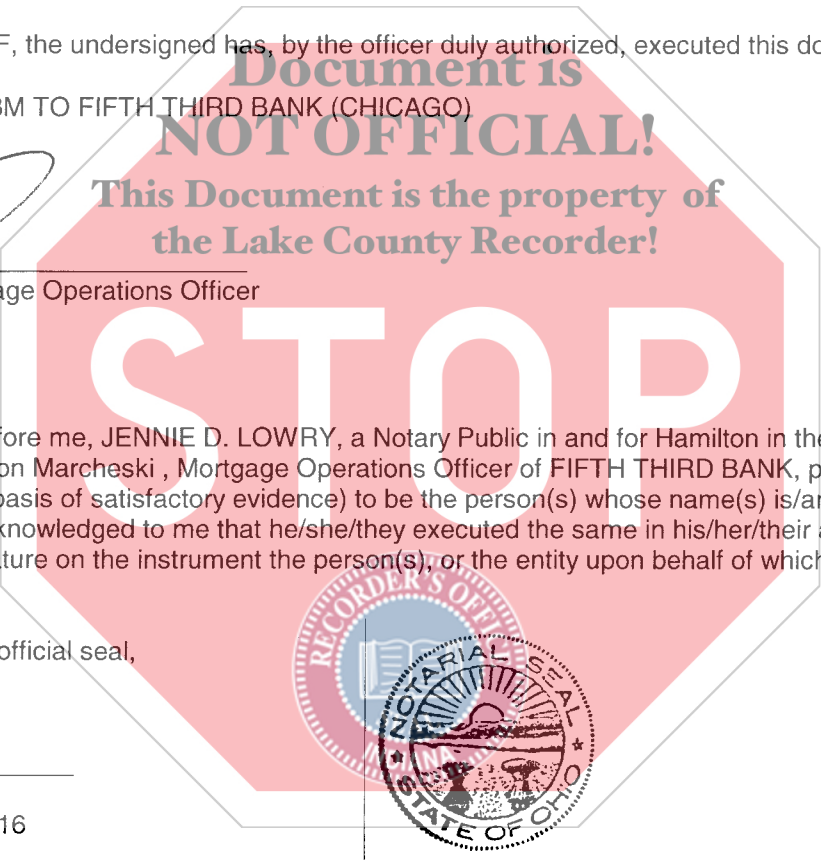 F, the undersigned has, by the officer duly authorized, executed this do
Document is
BM TO FIFTH THIRD BANK (CHICAGO)
NOT OFFICIAL!
This Document is the property of
the Lake County Recorder!
age Operations Officer
STOP
fore me, JENNIE D. LOWRY, a Notary Public in and for Hamilton in the
on Marcheski , Mortgage Operations Officer of FIFTH THIRD BANK, p
basis of satisfactory evidence) to be the person(s) whose name(s) is/ar
knowledged to me that he/she/they executed the same in his/her/their a
ture on the instrument the person(s), or the entity upon behalf of which
RECORDER'S OFFIC
INDIANA
official seal,
NOTARIAL SEAL
STATE OF OHIO
16